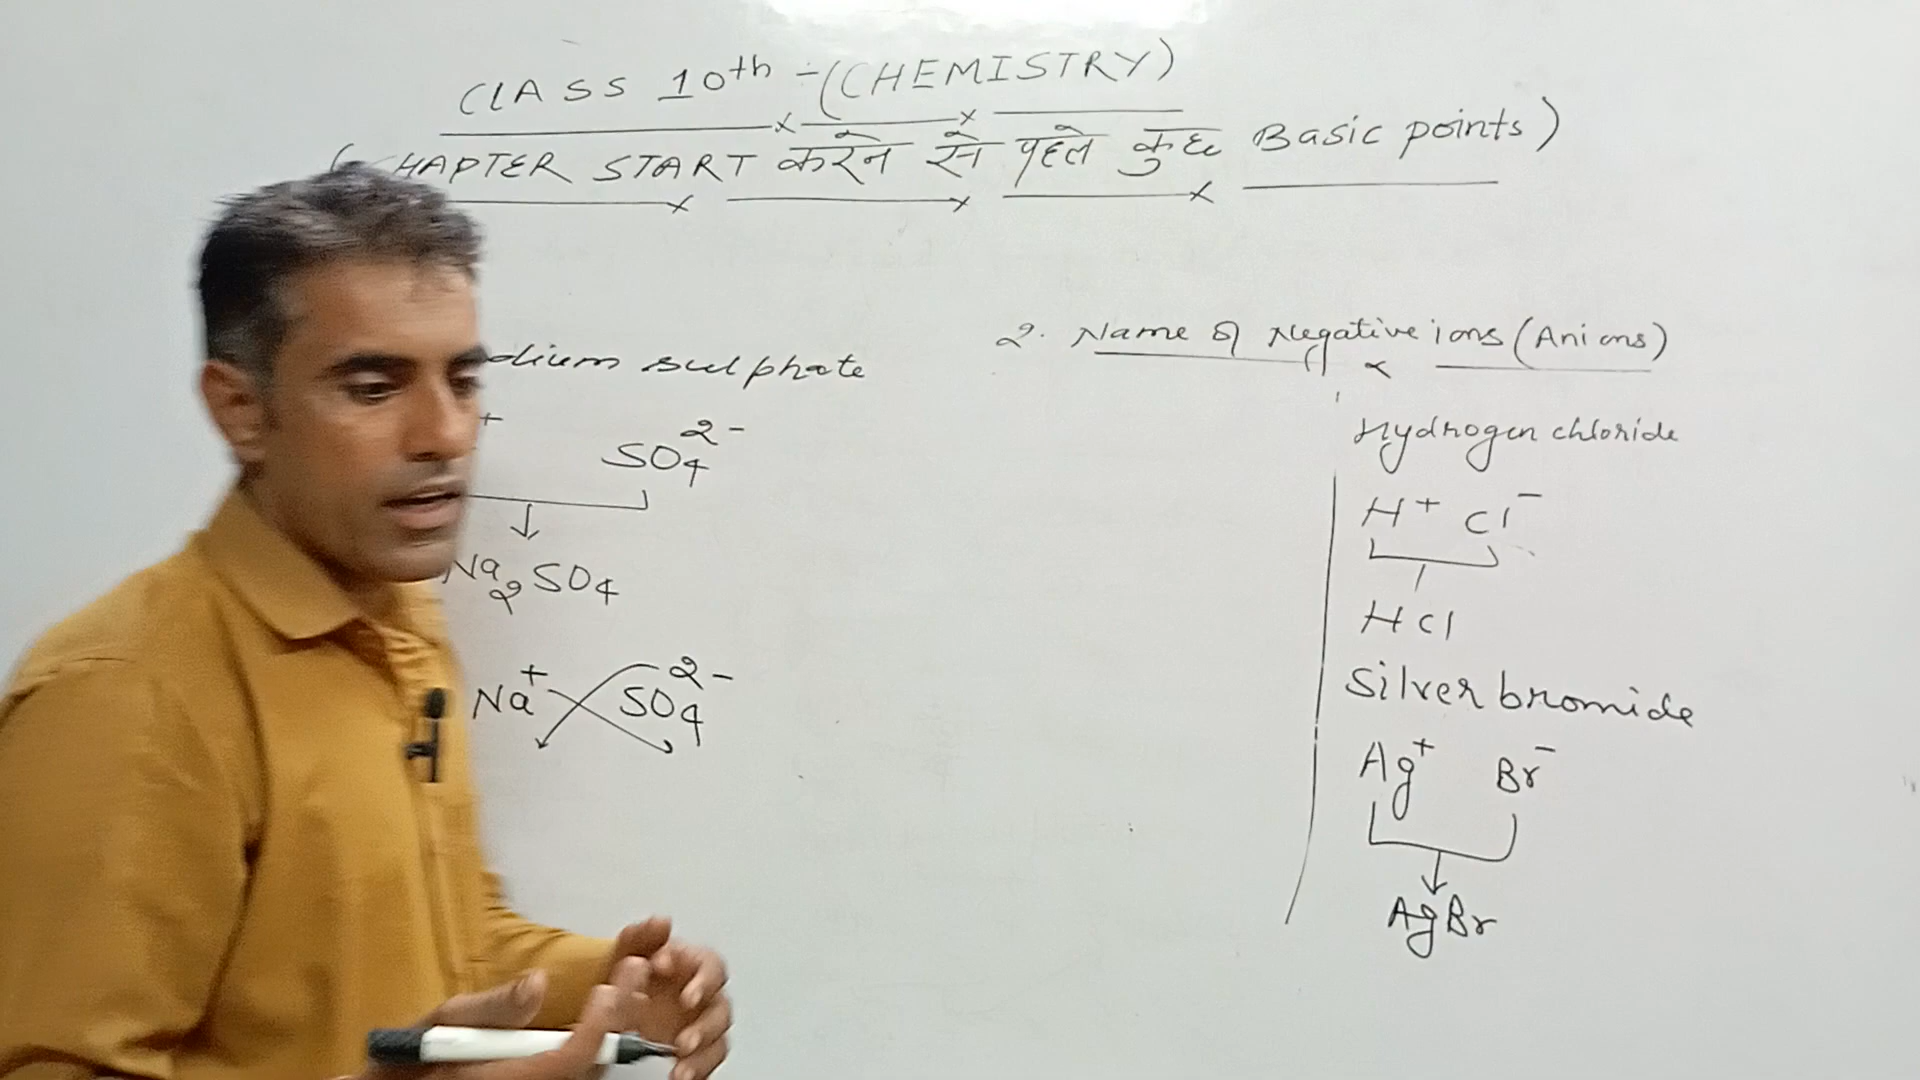 CLASS 10th -(CHEMISTRY)
(CHAPTER START करने से पहले कुछ Basic points)
dium sulphate
+ SO4 2-
Na2SO4
Na+ SO4 2-
2. Name of Negative ions (Anions)
Hydrogen chloride
H+ Cl-
HCl
Silver bromide
Ag+ Br-
AgBr